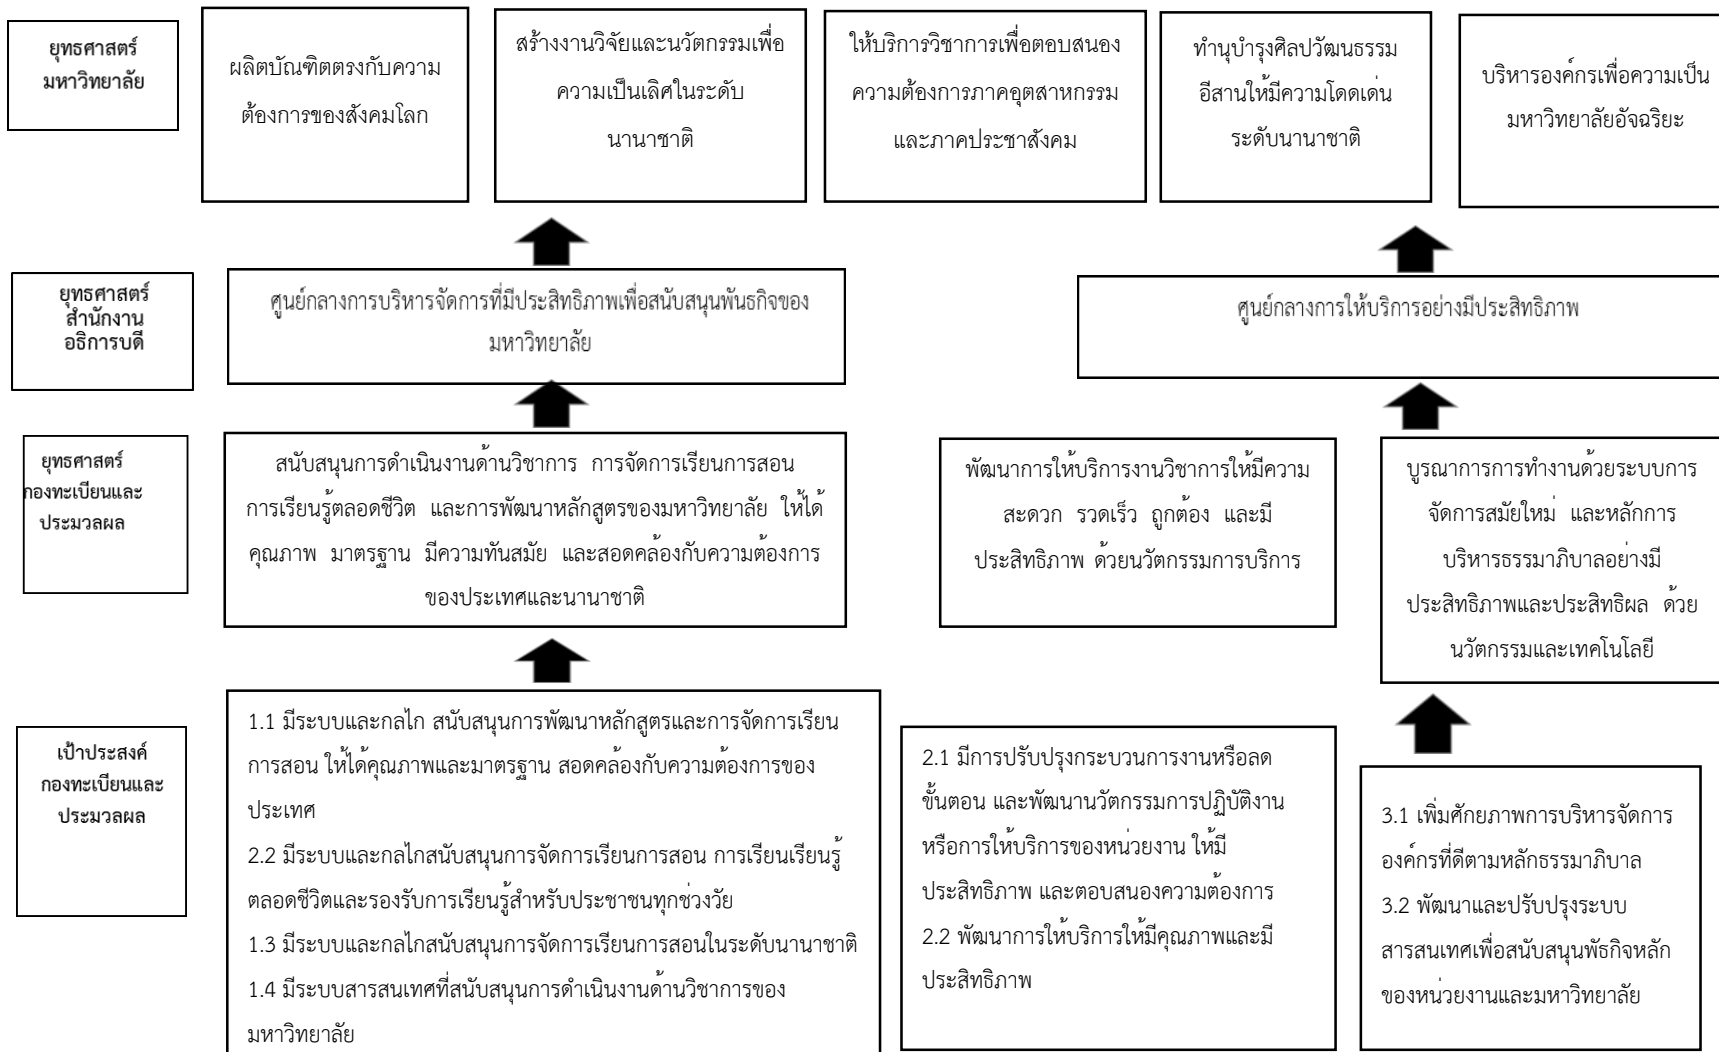 ยุทธศาสตร์
มหาวิทยาลัย
ผลิตบัณฑิตตรงกับความ
ต้องการของสังคมโลก
สร้างงานวิจัยและนวัตกรรมเพื่อ
ความเป็นเลิศในระดับ
นานาชาติ
ให้บริการวิชาการเพื่อตอบสนอง
ความต้องการภาคอุตสาหกรรม
และภาคประชาสังคม
ทำนุบำรุงศิลปวัฒนธรรม
อีสานให้มีความโดดเด่น
ระดับนานาชาติ
บริหารองค์กรเพื่อความเป็น
มหาวิทยาลัยอัจฉริยะ
ยุทธศาสตร์
สำนักงาน
อธิการบดี
ศูนย์กลางการบริหารจัดการที่มีประสิทธิภาพเพื่อสนับสนุนพันธกิจของ
มหาวิทยาลัย
ศูนย์กลางการให้บริการอย่างมีประสิทธิภาพ
ยุทธศาสตร์
กองทะเบียนและ
ประมวลผล
สนับสนุนการดำเนินงานด้านวิชาการ การจัดการเรียนการสอน
การเรียนรู้ตลอดชีวิต และการพัฒนาหลักสูตรของมหาวิทยาลัย ให้ได้
คุณภาพ มาตรฐาน มีความทันสมัย และสอดคล้องกับความต้องการ
ของประเทศและนานาชาติ
พัฒนาการให้บริการงานวิชาการให้มีความ
สะดวก รวดเร็ว ถูกต้อง และมี
ประสิทธิภาพ ด้วยนวัตกรรมการบริการ
บูรณาการการทำงานด้วยระบบการ
จัดการสมัยใหม่ และหลักการ
บริหารธรรมาภิบาลอย่างมี
ประสิทธิภาพและประสิทธิผล ด้วย
นวัตกรรมและเทคโนโลยี
เป้าประสงค์
กองทะเบียนและ
ประมวลผล
1.1 มีระบบและกลไก สนับสนุนการพัฒนาหลักสูตรและการจัดการเรียน
การสอน ให้ได้คุณภาพและมาตรฐาน สอดคล้องกับความต้องการของ
ประเทศ
2.2 มีระบบและกลไกสนับสนุนการจัดการเรียนการสอน การเรียนเรียนรู้
ตลอดชีวิตและรองรับการเรียนรู้สำหรับประชาชนทุกช่วงวัย
1.3 มีระบบและกลไกสนับสนุนการจัดการเรียนการสอนในระดับนานาชาติ
1.4 มีระบบสารสนเทศที่สนับสนุนการดำเนินงานด้านวิชาการของ
มหาวิทยาลัย
2.1 มีการปรับปรุงกระบวนการงานหรือลด
ขั้นตอน และพัฒนานวัตกรรมการปฏิบัติงาน
หรือการให้บริการของหน่วยงาน ให้มี
ประสิทธิภาพ และตอบสนองความต้องการ
2.2 พัฒนาการให้บริการให้มีคุณภาพและมี
ประสิทธิภาพ
3.1 เพิ่มศักยภาพการบริหารจัดการ
องค์กรที่ดีตามหลักธรรมาภิบาล
3.2 พัฒนาและปรับปรุงระบบ
สารสนเทศเพื่อสนับสนุนพัธกิจหลัก
ของหน่วยงานและมหาวิทยาลัย